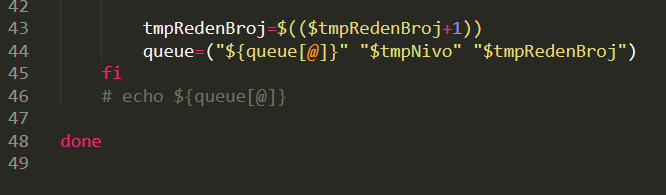 42
43 tmpRedenBroj=$(($tmpRedenBroj+1))
44 queue=("${queue[@]}" "$tmpNivo" "$tmpRedenBroj")
45 fi
46 # echo ${queue[@]}
47
48 done
49